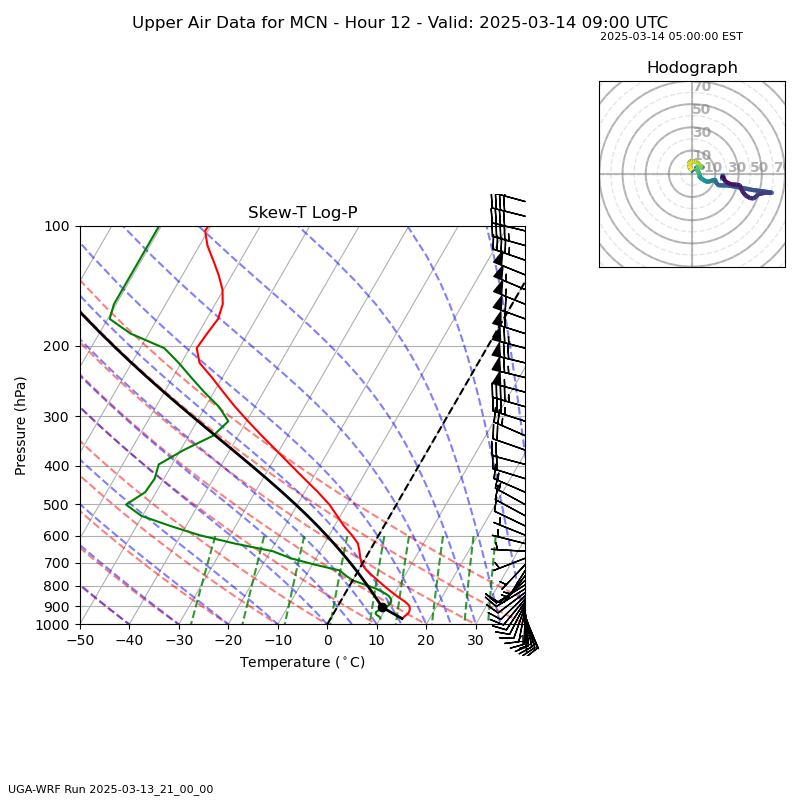 Upper Air Data for MCN - Hour 12 - Valid: 2025-03-14 09:00 UTC
2025-03-14 05:00:00 EST
Hodograph
70
50
30
10
10 30 50 70
Skew-T Log-P
100
200
300
400
500
600
700
800
900
1000
Pressure (hPa)
−50 −40 −30 −20 −10 0 10 20 30
Temperature (°C)
UGA-WRF Run 2025-03-13_21_00_00